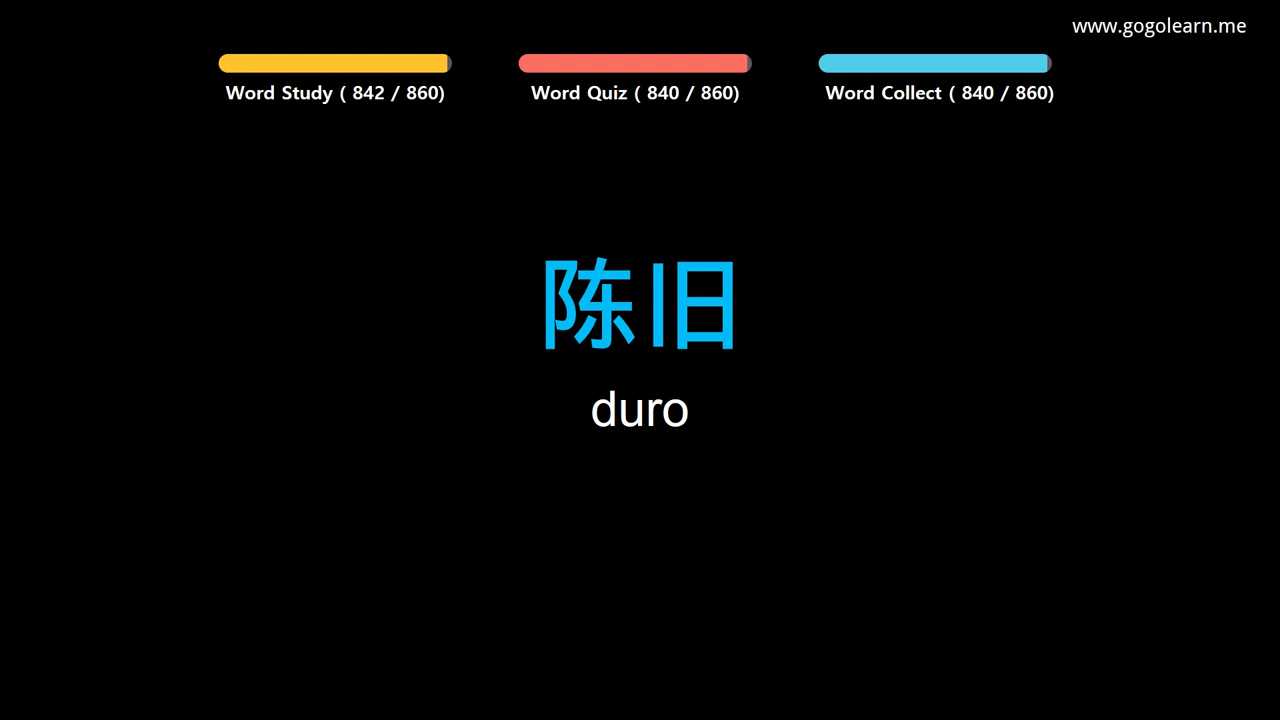 www.gogolearn.me
Word Study ( 842 / 860)
Word Quiz ( 840 / 860)
Word Collect ( 840 / 860)
陈旧
duro